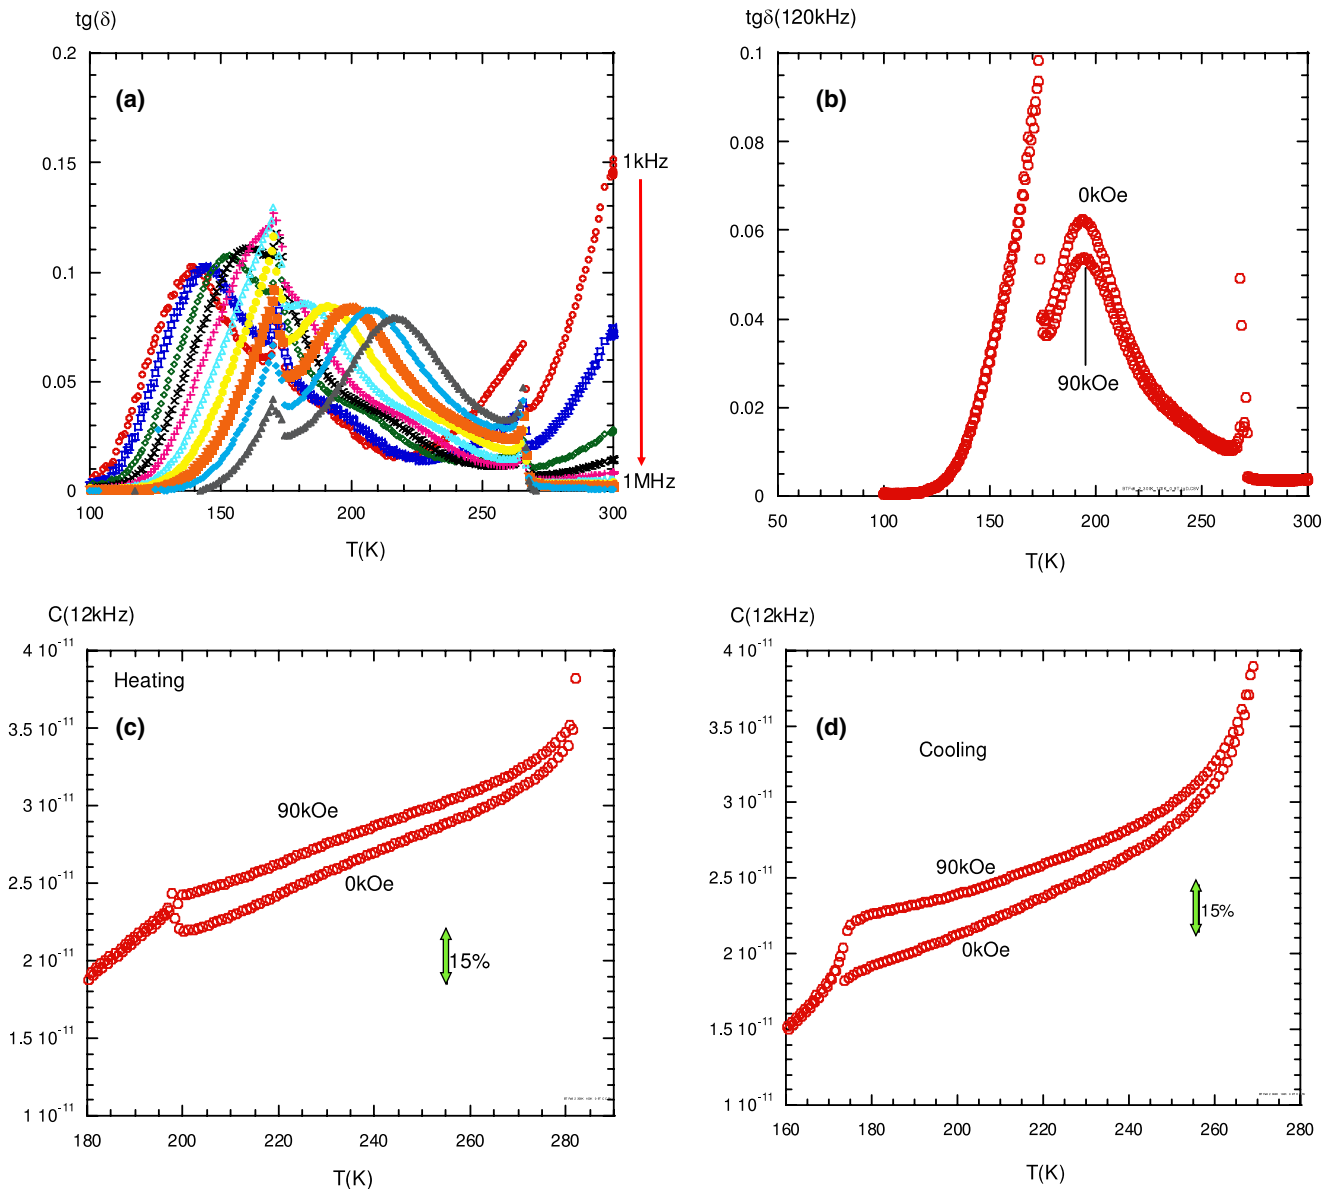 tg(δ)
0.2
0.15
0.1
0.05
0
(a)
1kHz
1MHz
100 150 200 250 300
T(K)
tgδ(120kHz)
0.1
0.08
0.06
0.04
0.02
0
(b)
0kOe
90kOe
50 100 150 200 250 300
T(K)
C(12kHz)
4 10⁻¹¹
3.5 10⁻¹¹
3 10⁻¹¹
2.5 10⁻¹¹
2 10⁻¹¹
1.5 10⁻¹¹
1 10⁻¹¹
Heating
(c)
90kOe
0kOe
15%
180 200 220 240 260 280
T(K)
C(12kHz)
4 10⁻¹¹
3.5 10⁻¹¹
3 10⁻¹¹
2.5 10⁻¹¹
2 10⁻¹¹
1.5 10⁻¹¹
1 10⁻¹¹
(d)
Cooling
90kOe
0kOe
15%
160 180 200 220 240 260 280
T(K)